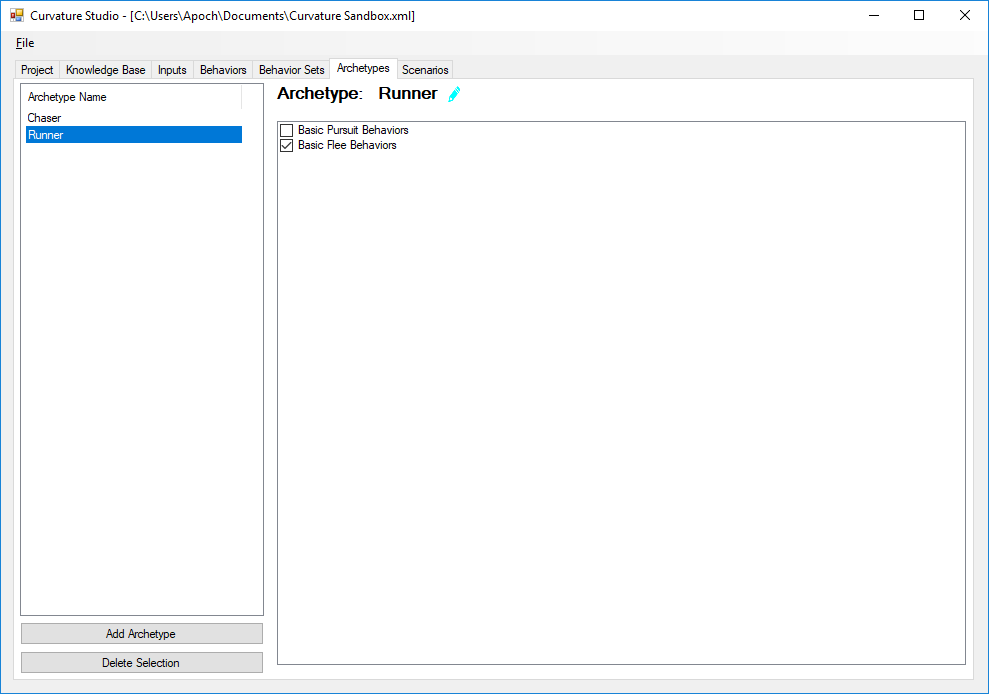 Curvature Studio - [C:\Users\Apoch\Documents\Curvature Sandbox.xml]
File
Project Knowledge Base Inputs Behaviors Behavior Sets Archetypes Scenarios
Archetype Name
Chaser
Runner
Add Archetype
Delete Selection
Archetype: Runner
Basic Pursuit Behaviors
Basic Flee Behaviors